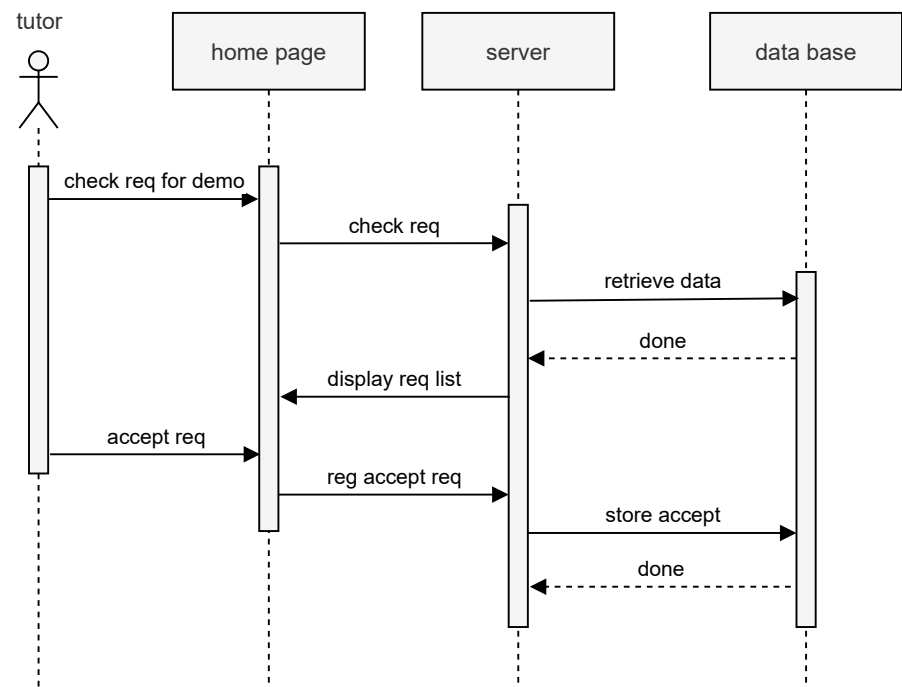 tutor
home page
server
data base
check req for demo
check req
retrieve data
done
display req list
accept req
reg accept req
store accept
done